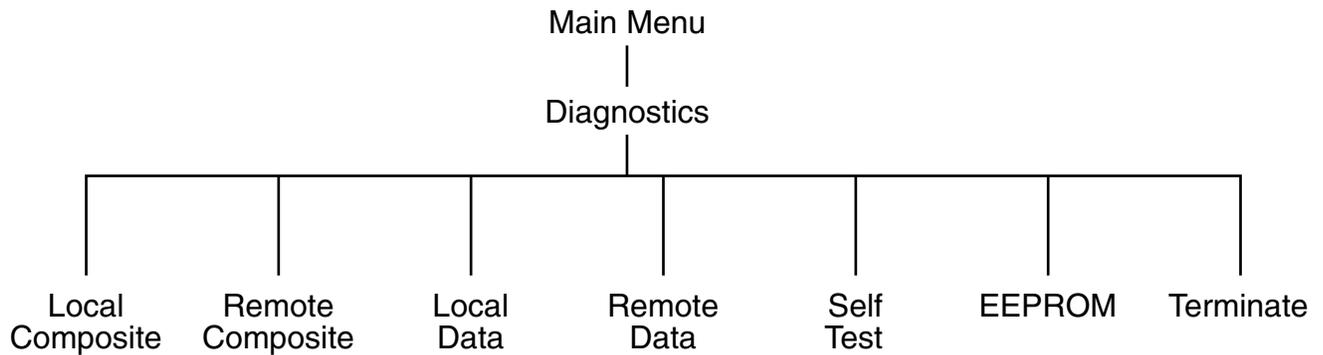 Main Menu
Diagnostics
Local
Composite
Remote
Composite
Local
Data
Remote
Data
Self
Test
EEPROM
Terminate